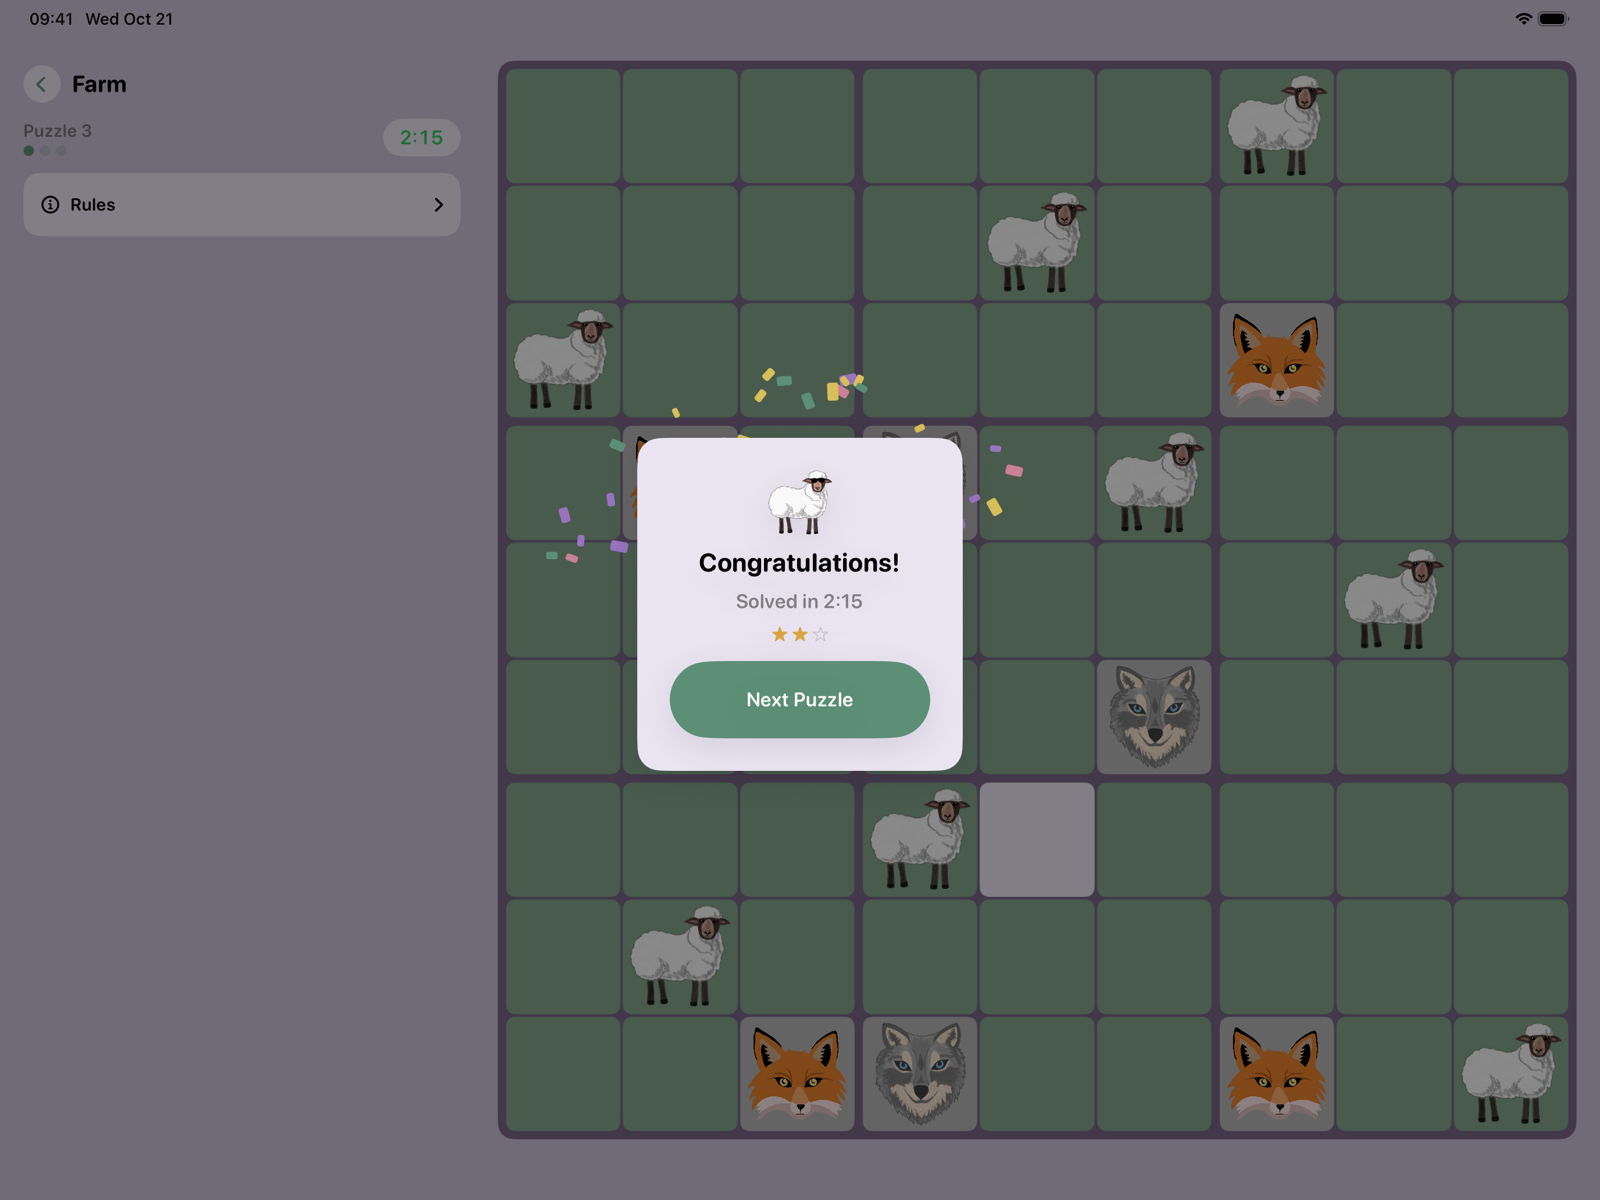 09:41 Wed Oct 21
Farm
Puzzle 3
2:15
Rules
Congratulations!
Solved in 2:15
Next Puzzle